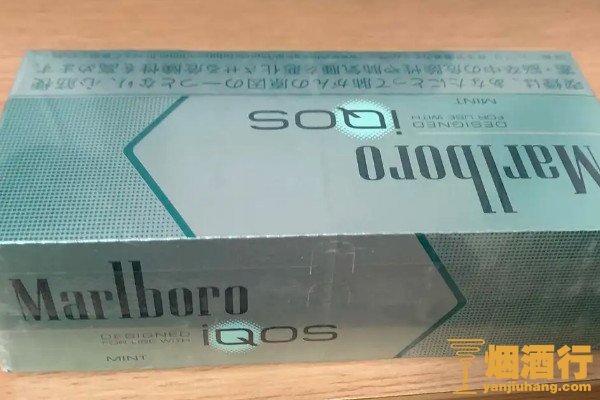 Marlboro
DESIGNED
FOR USE WITH
iQOS
MINT
喫煙は、あなたにとって肺がんの原因の一つとなり、心筋梗
塞・脳卒中の危険性や肺気腫を悪化させる危険性を高めます。
Marlboro
DESIGNED
FOR USE WITH
iQOS
MINT
烟酒行
yanjiuhang.com